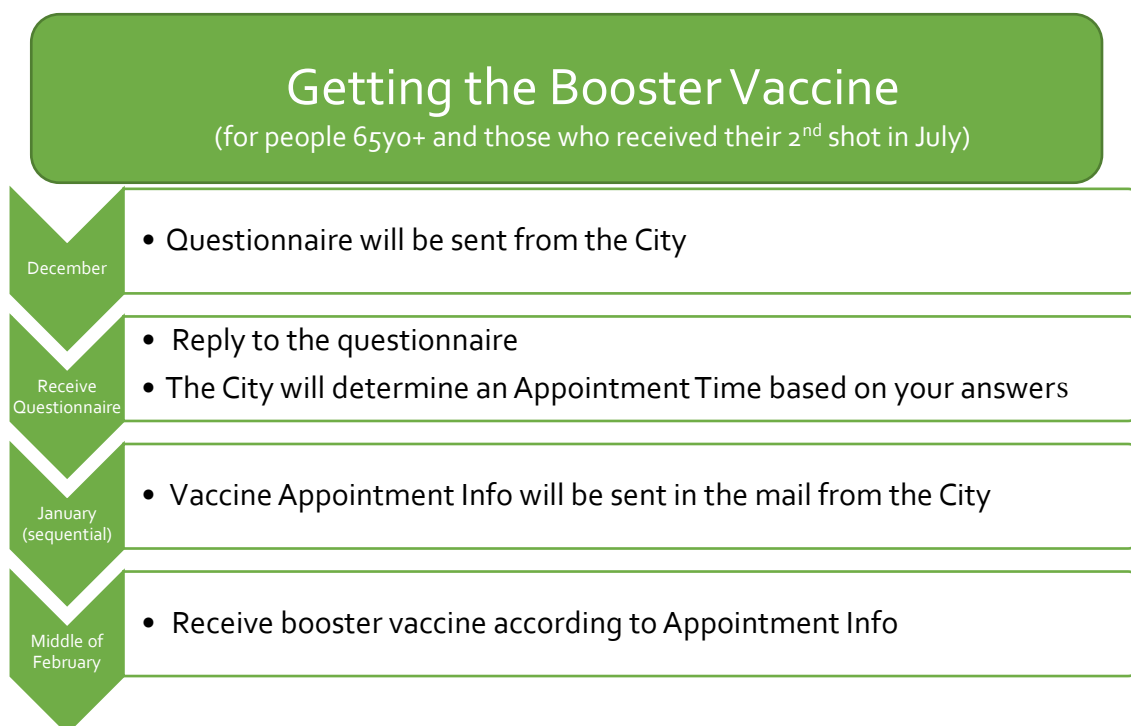 Getting the Booster Vaccine
(for people 65yo+ and those who received their 2nd shot in July)
December
• Questionnaire will be sent from the City
Receive
Questionnaire
• Reply to the questionnaire
• The City will determine an Appointment Time based on your answers
January
(sequential)
• Vaccine Appointment Info will be sent in the mail from the City
Middle of
February
• Receive booster vaccine according to Appointment Info